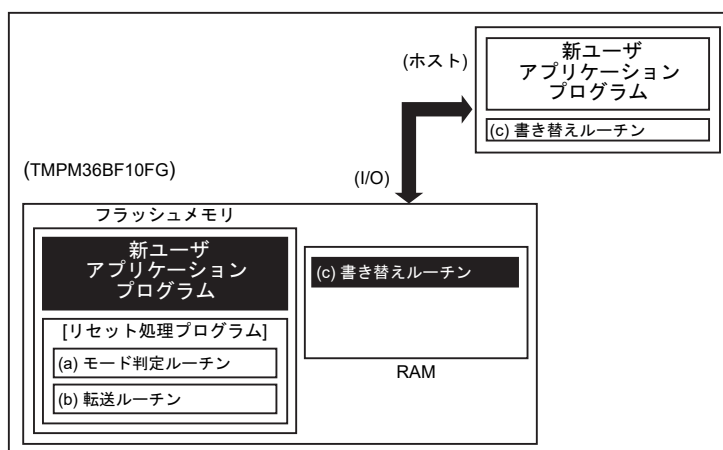 (ホスト)
新ユーザ
アプリケーション
プログラム
(c) 書き替えルーチン
(TMPM36BF10FG)
(I/O)
フラッシュメモリ
新ユーザ
アプリケーション
プログラム
[リセット処理プログラム]
(a) モード判定ルーチン
(b) 転送ルーチン
(c) 書き替えルーチン
RAM